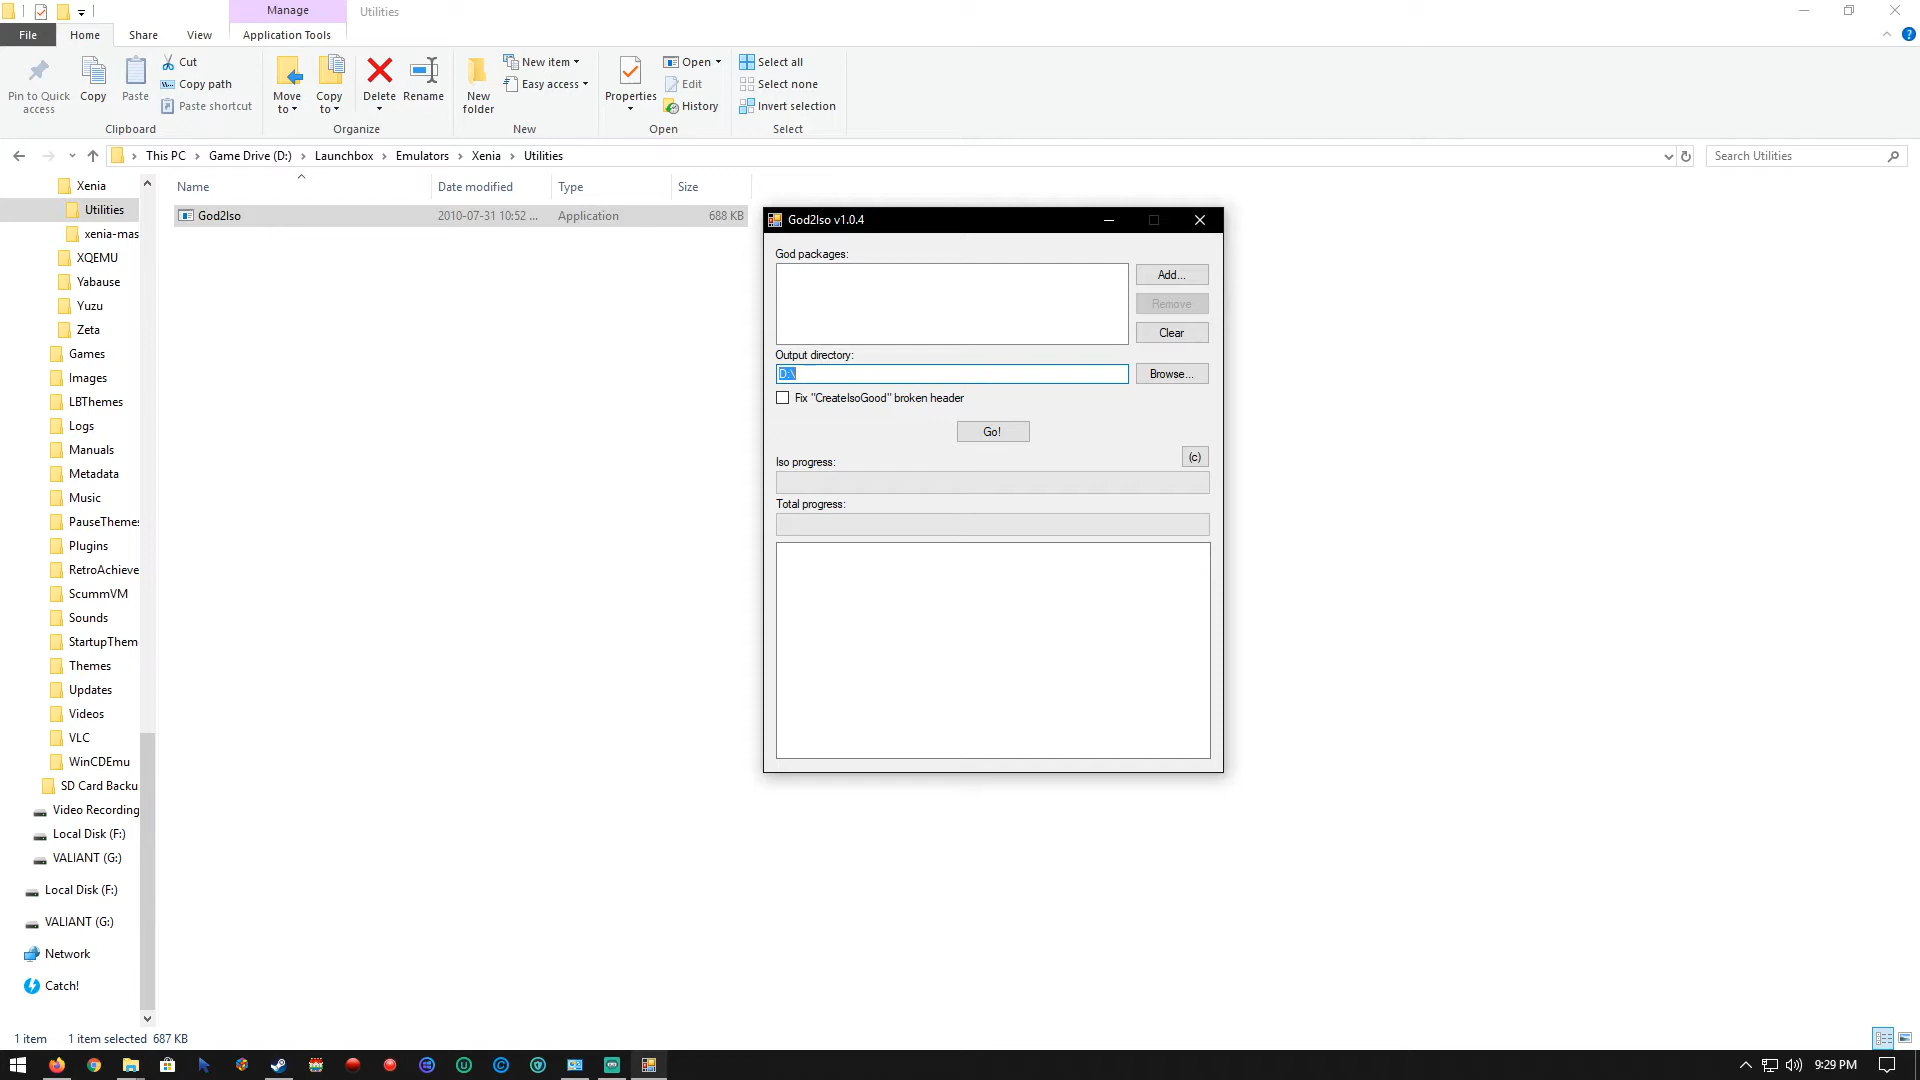 Manage
Utilities
File
Home
Share
View
Application Tools
Pin to Quick access
Copy
Paste
Cut
Copy path
Paste shortcut
Clipboard
Move to
Copy to
Delete
Rename
Organize
New folder
New item
Easy access
New
Properties
Open
Edit
History
Open
Select all
Select none
Invert selection
Select
This PC
Game Drive (D:)
Launchbox
Emulators
Xenia
Utilities
Search Utilities
Name
Date modified
Type
Size
God2Iso
2010-07-31 10:52 ...
Application
688 KB
Xenia
Utilities
xenia-mas
XQEMU
Yabause
Yuzu
Zeta
Games
Images
LBThemes
Logs
Manuals
Metadata
Music
PauseThemes
Plugins
RetroAchieve
ScummVM
Sounds
StartupThem
Themes
Updates
Videos
VLC
WinCDEmu
SD Card Backu
Video Recording
Local Disk (F:)
VALIANT (G:)
Local Disk (F:)
VALIANT (G:)
Network
Catch!
God2Iso v1.0.4
God packages:
Add...
Remove
Clear
Output directory:
D:\
Browse...
Fix "CreateIsoGood" broken header
Go!
(c)
Iso progress:
Total progress:
1 item
1 item selected 687 KB
9:29 PM